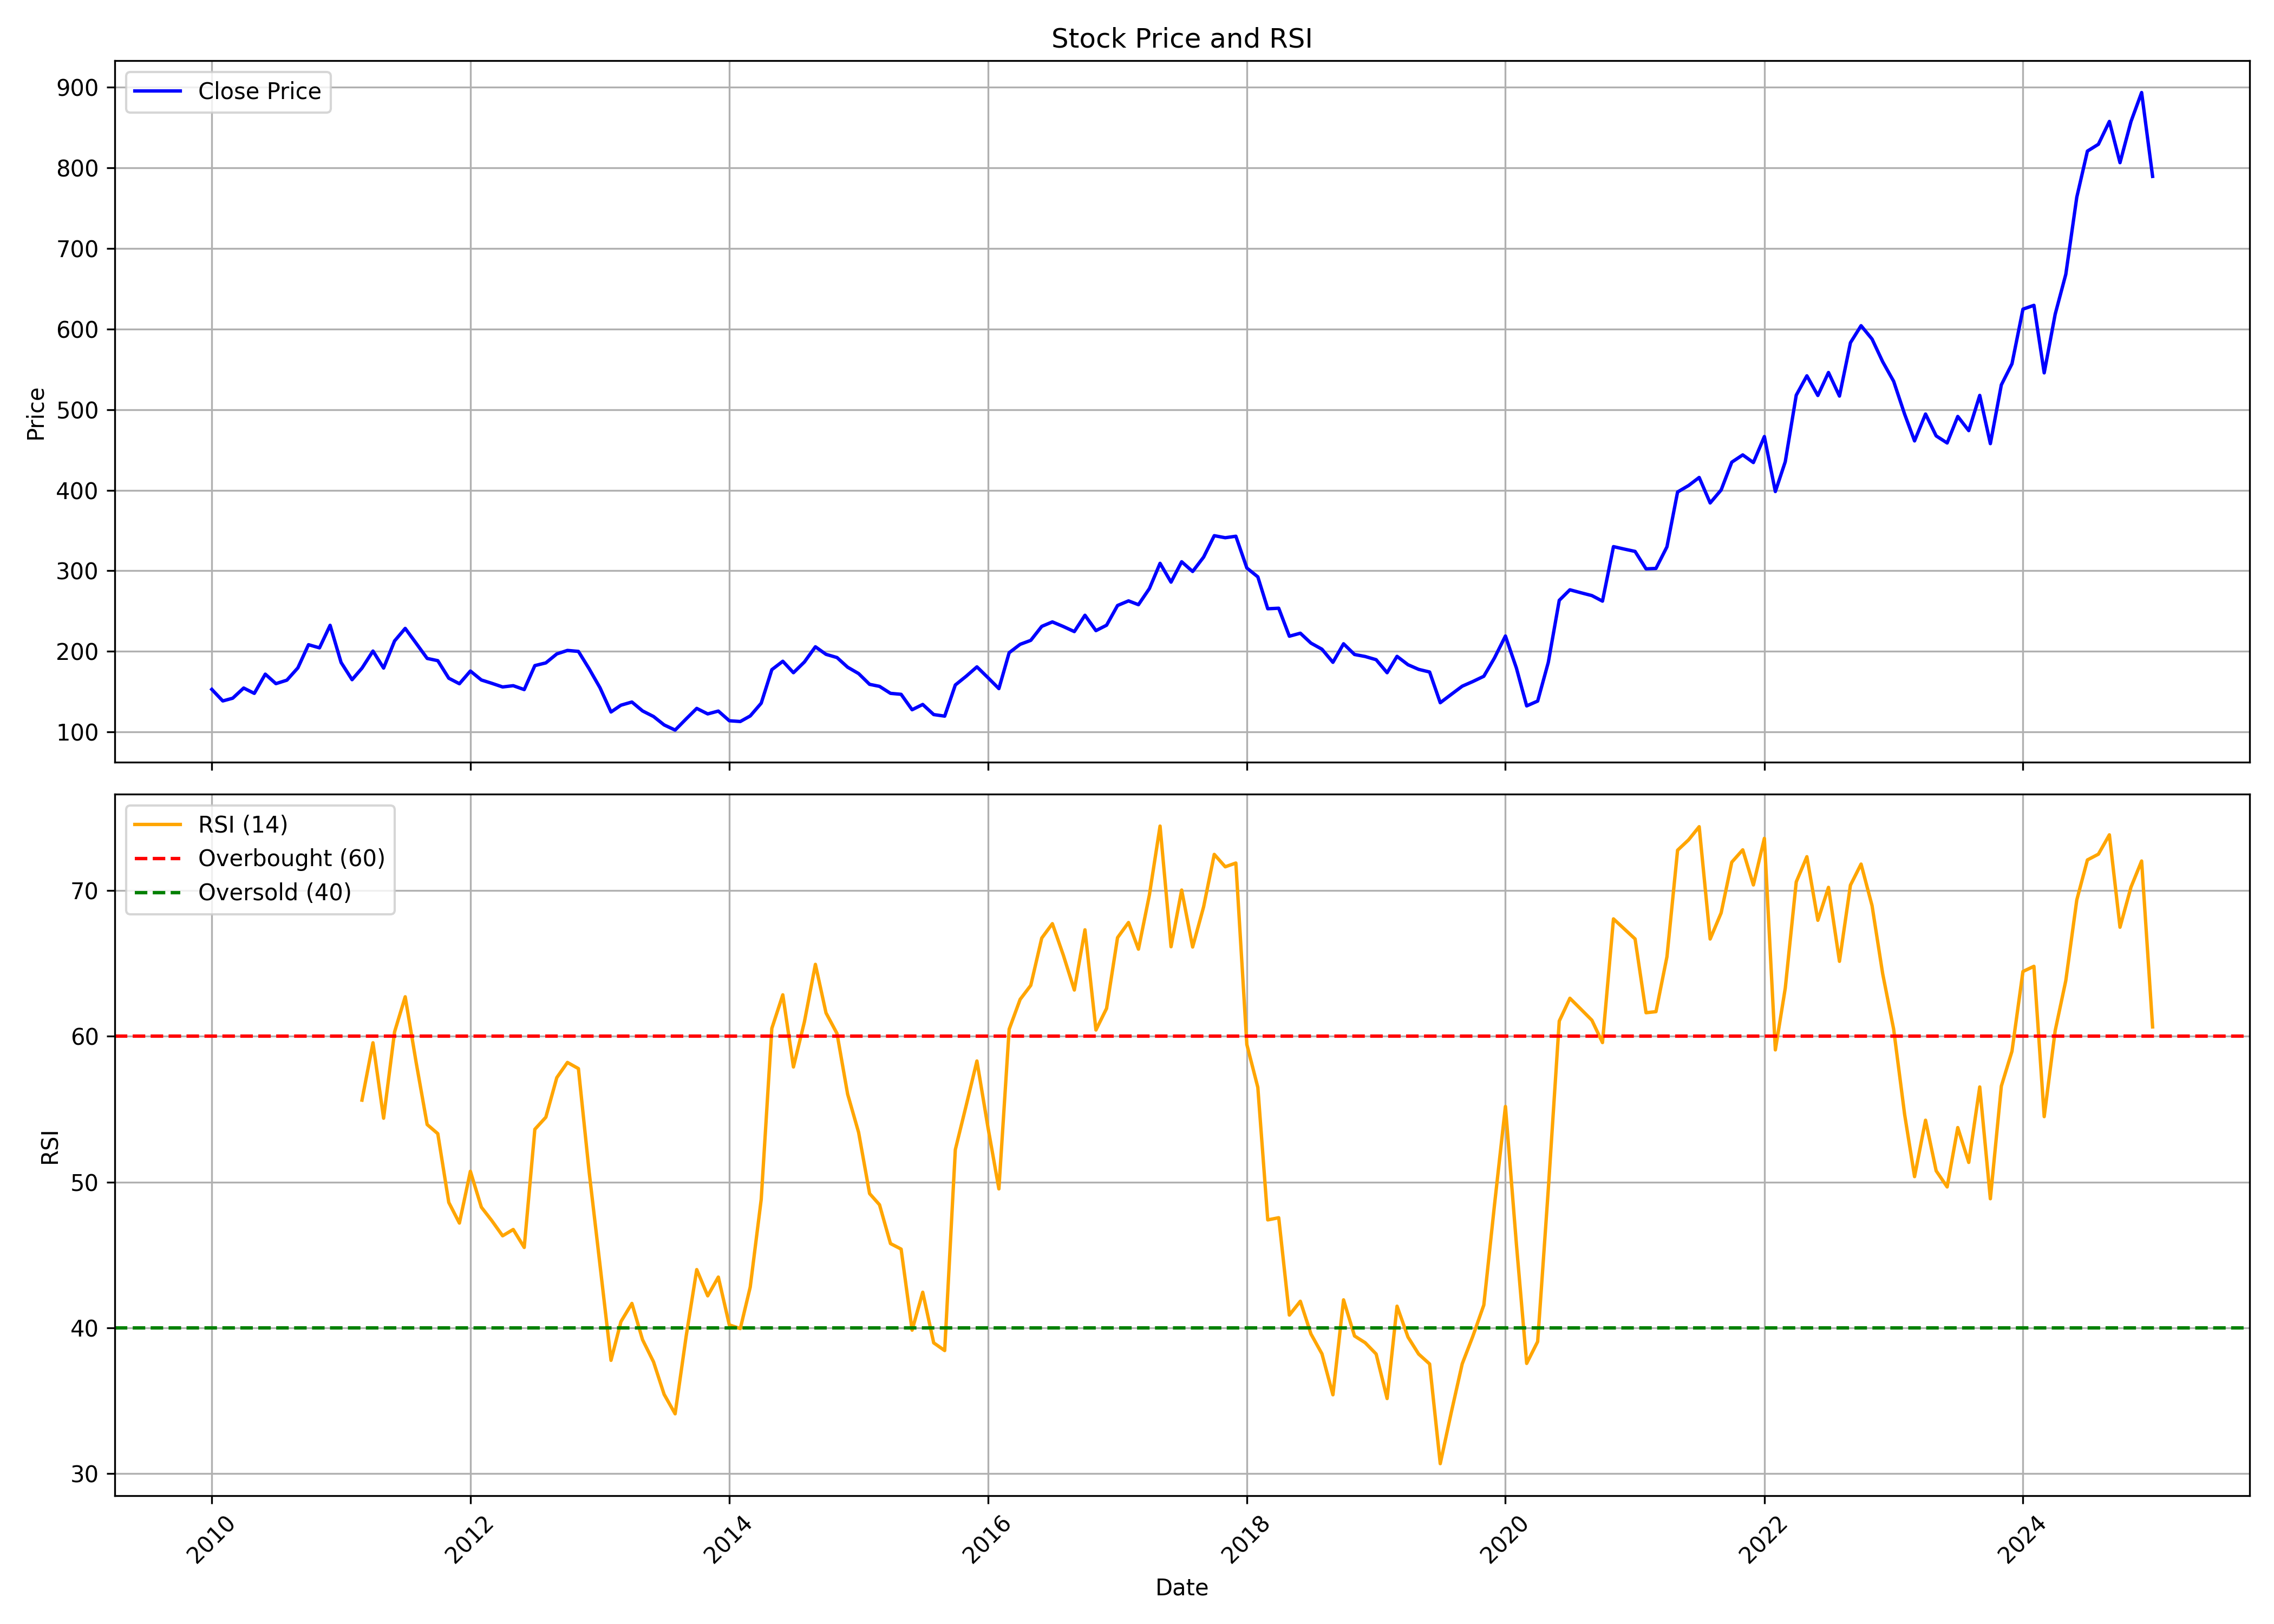 Stock Price and RSI
Close Price
900
800
700
600
500
400
300
200
100
Price
RSI (14)
Overbought (60)
Oversold (40)
70
60
50
40
30
RSI
2010
2012
2014
2016
2018
2020
2022
2024
Date